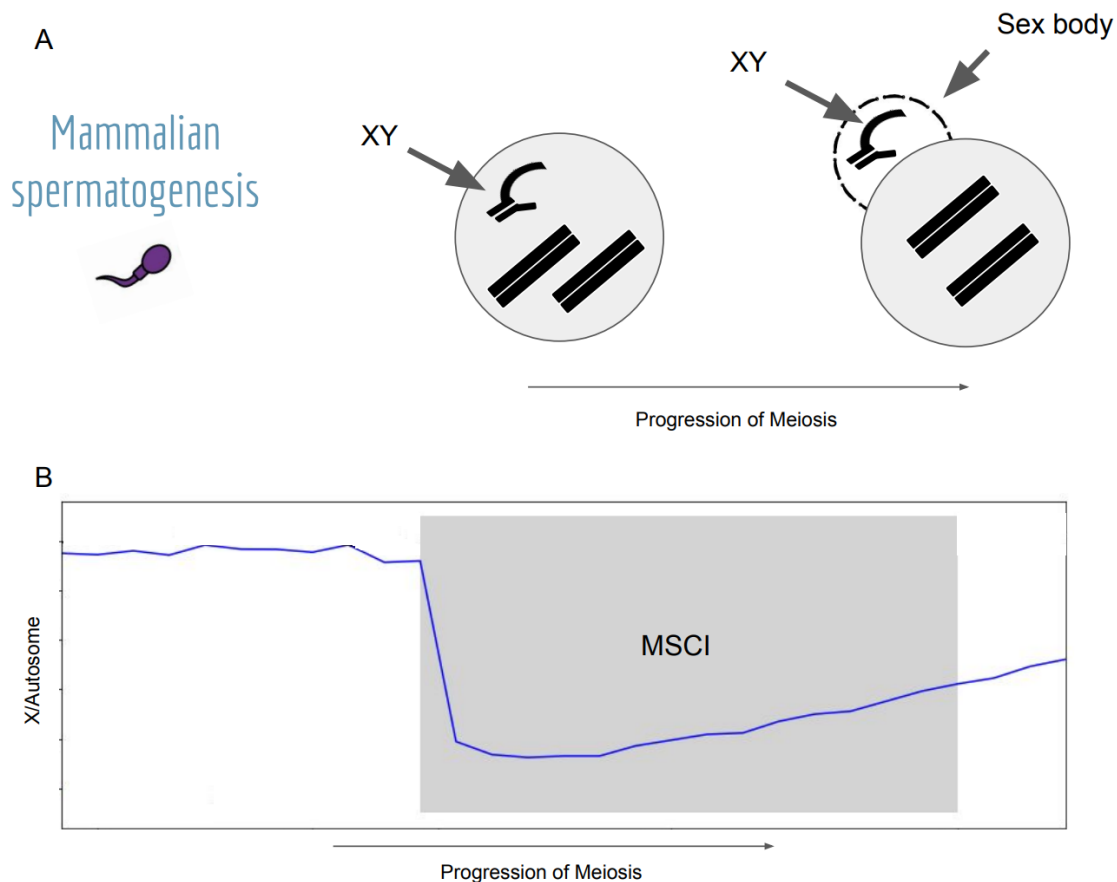 A
Sex body
XY
XY
Mammalian
spermatogenesis
Progression of Meiosis
B
X/Autosome
MSCI
Progression of Meiosis